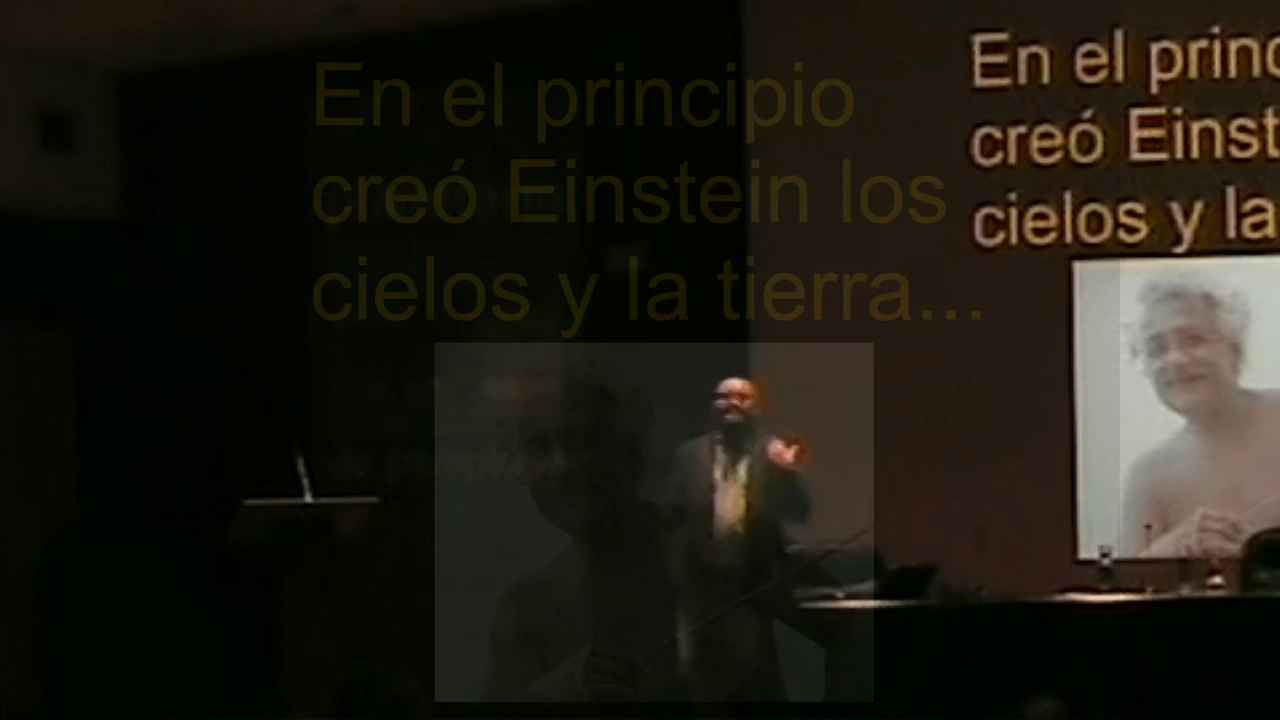 En el principio
creó Einstein los
cielos y la tierra...
En el princ
creó Einst
cielos y la